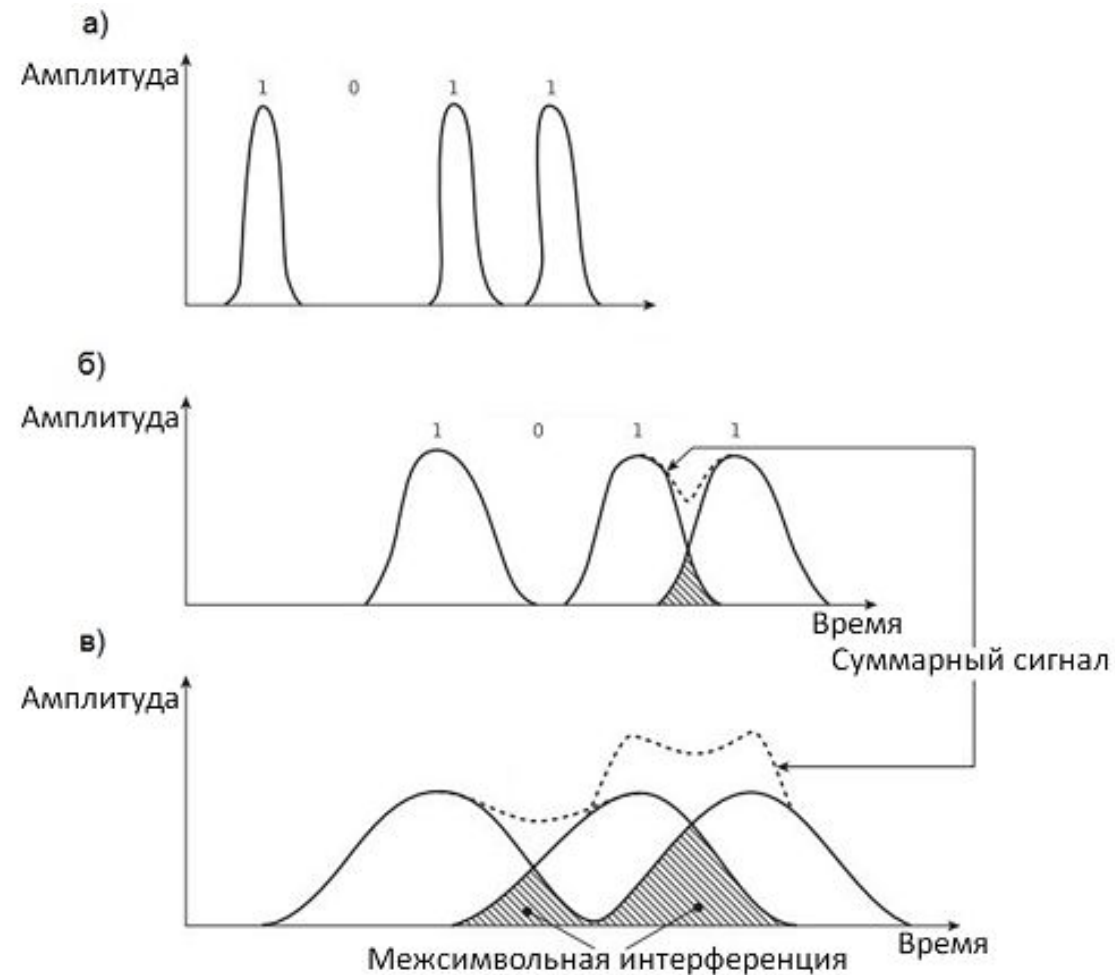 а)
Амплитуда
1 0 1 1
б)
Амплитуда
1 0 1 1
Время
Суммарный сигнал
в)
Амплитуда
Время
Межсимвольная интерференция